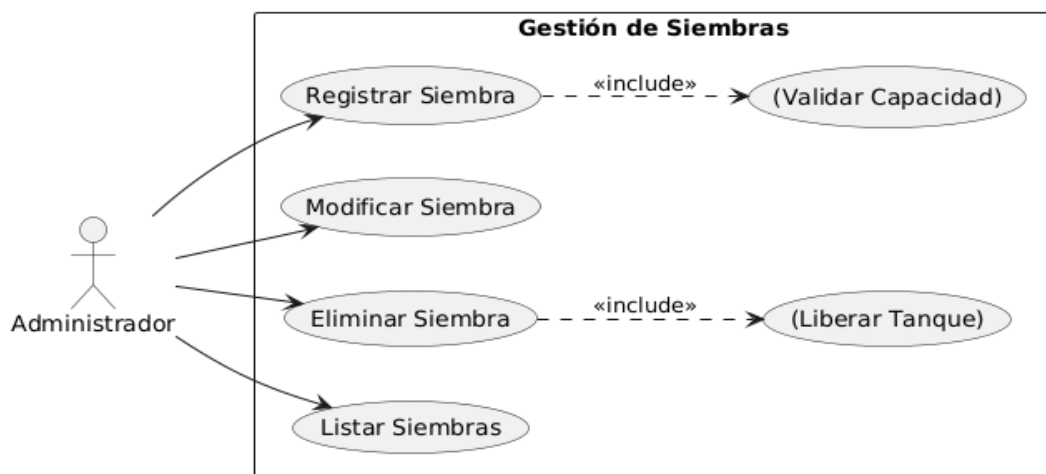 Gestión de Siembras
Registrar Siembra
«include»
(Validar Capacidad)
Modificar Siembra
Administrador
Eliminar Siembra
«include»
(Liberar Tanque)
Listar Siembras